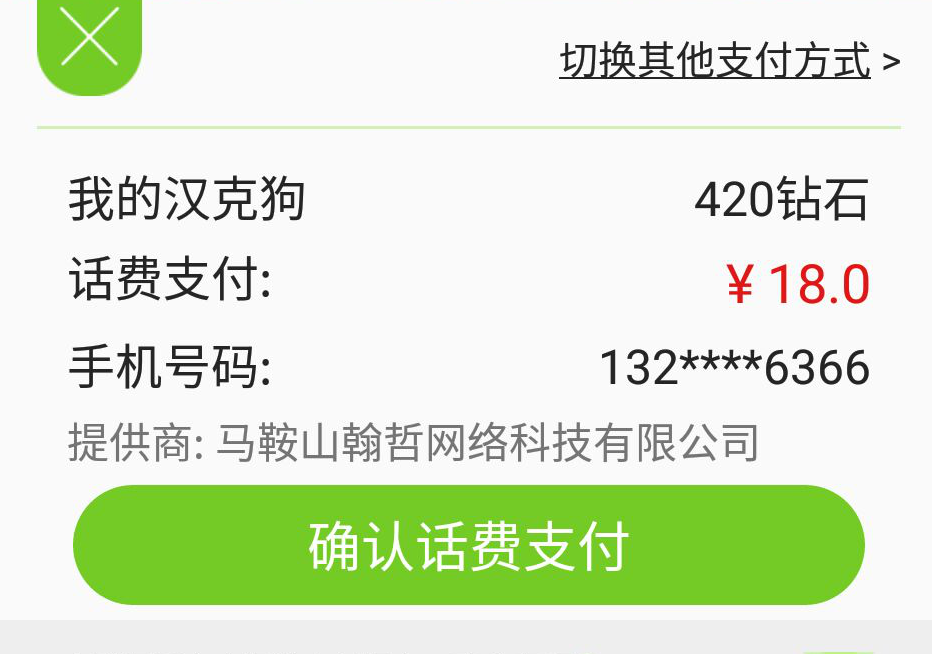 切换其他支付方式 >
我的汉克狗 420钻石
话费支付: ¥ 18.0
手机号码: 132****6366
提供商: 马鞍山翰哲网络科技有限公司
确认话费支付